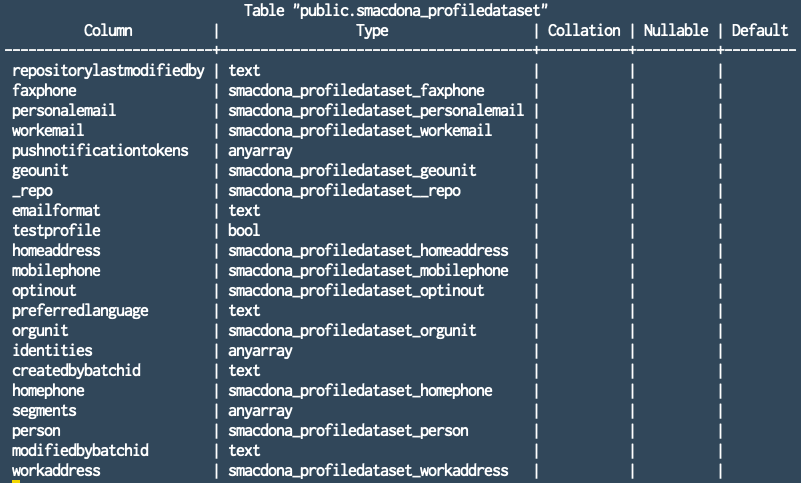 Table "public.smacdona_profiledataset"
Column | Type | Collation | Nullable | Default
-----------------------+------------------------------------+-----------+----------+---------
repositorylastmodifiedby | text | | |
faxphone | smacdona_profiledataset_faxphone | | |
personalemail | smacdona_profiledataset_personalemail | | |
workemail | smacdona_profiledataset_workemail | | |
pushnotificationtokens | anyarray | | |
geounit | smacdona_profiledataset_geounit | | |
_repo | smacdona_profiledataset__repo | | |
emailformat | text | | |
testprofile | bool | | |
homeaddress | smacdona_profiledataset_homeaddress | | |
mobilephone | smacdona_profiledataset_mobilephone | | |
optinout | smacdona_profiledataset_optinout | | |
preferredlanguage | text | | |
orgunit | smacdona_profiledataset_orgunit | | |
identities | anyarray | | |
createdbybatchid | text | | |
homephone | smacdona_profiledataset_homephone | | |
segments | anyarray | | |
person | smacdona_profiledataset_person | | |
modifiedbybatchid | text | | |
workaddress | smacdona_profiledataset_workaddress | | |